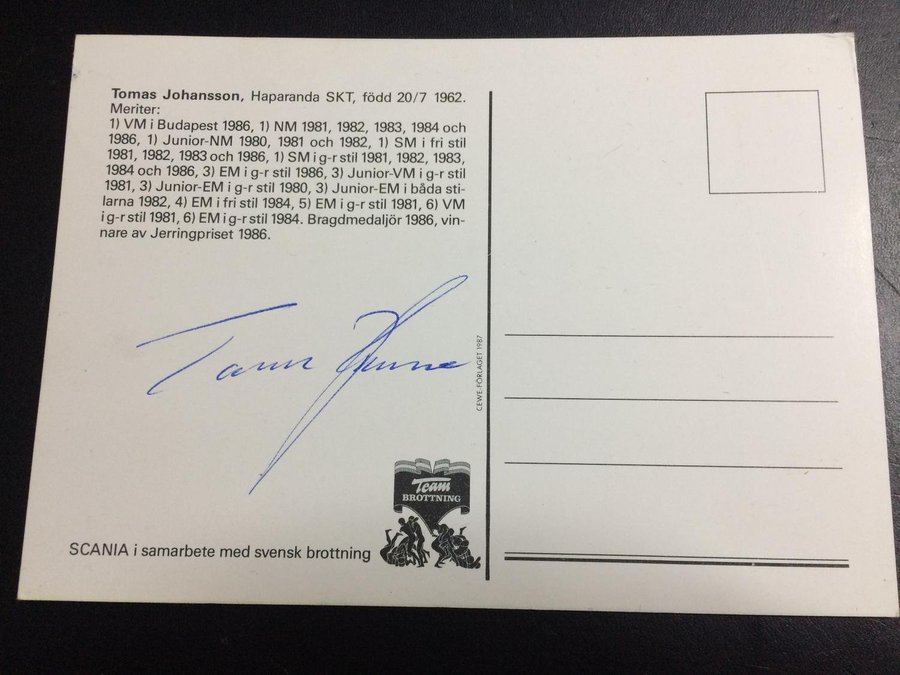 Tomas Johansson, Haparanda SKT, född 20/7 1962.
Meriter:
1) VM i Budapest 1986, 1) NM 1981, 1982, 1983, 1984 och
1986, 1) Junior-NM 1980, 1981 och 1982, 1) SM i fri stil
1981, 1982, 1983 och 1986, 1) SM i g-r stil 1981, 1982, 1983,
1984 och 1986, 3) EM i g-r stil 1986, 3) Junior-VM i g-r stil
1981, 3) Junior-EM i g-r stil 1980, 3) Junior-EM i båda sti-
larna 1982, 4) EM i fri stil 1984, 5) EM i g-r stil 1981, 6) VM
i g-r stil 1981, 6) EM i g-r stil 1984. Bragdmedaljör 1986, vin-
nare av Jerringpriset 1986.
Team
BROTTNING
SCANIA i samarbete med svensk brottning
CEWE-FÖRLAGET 1987